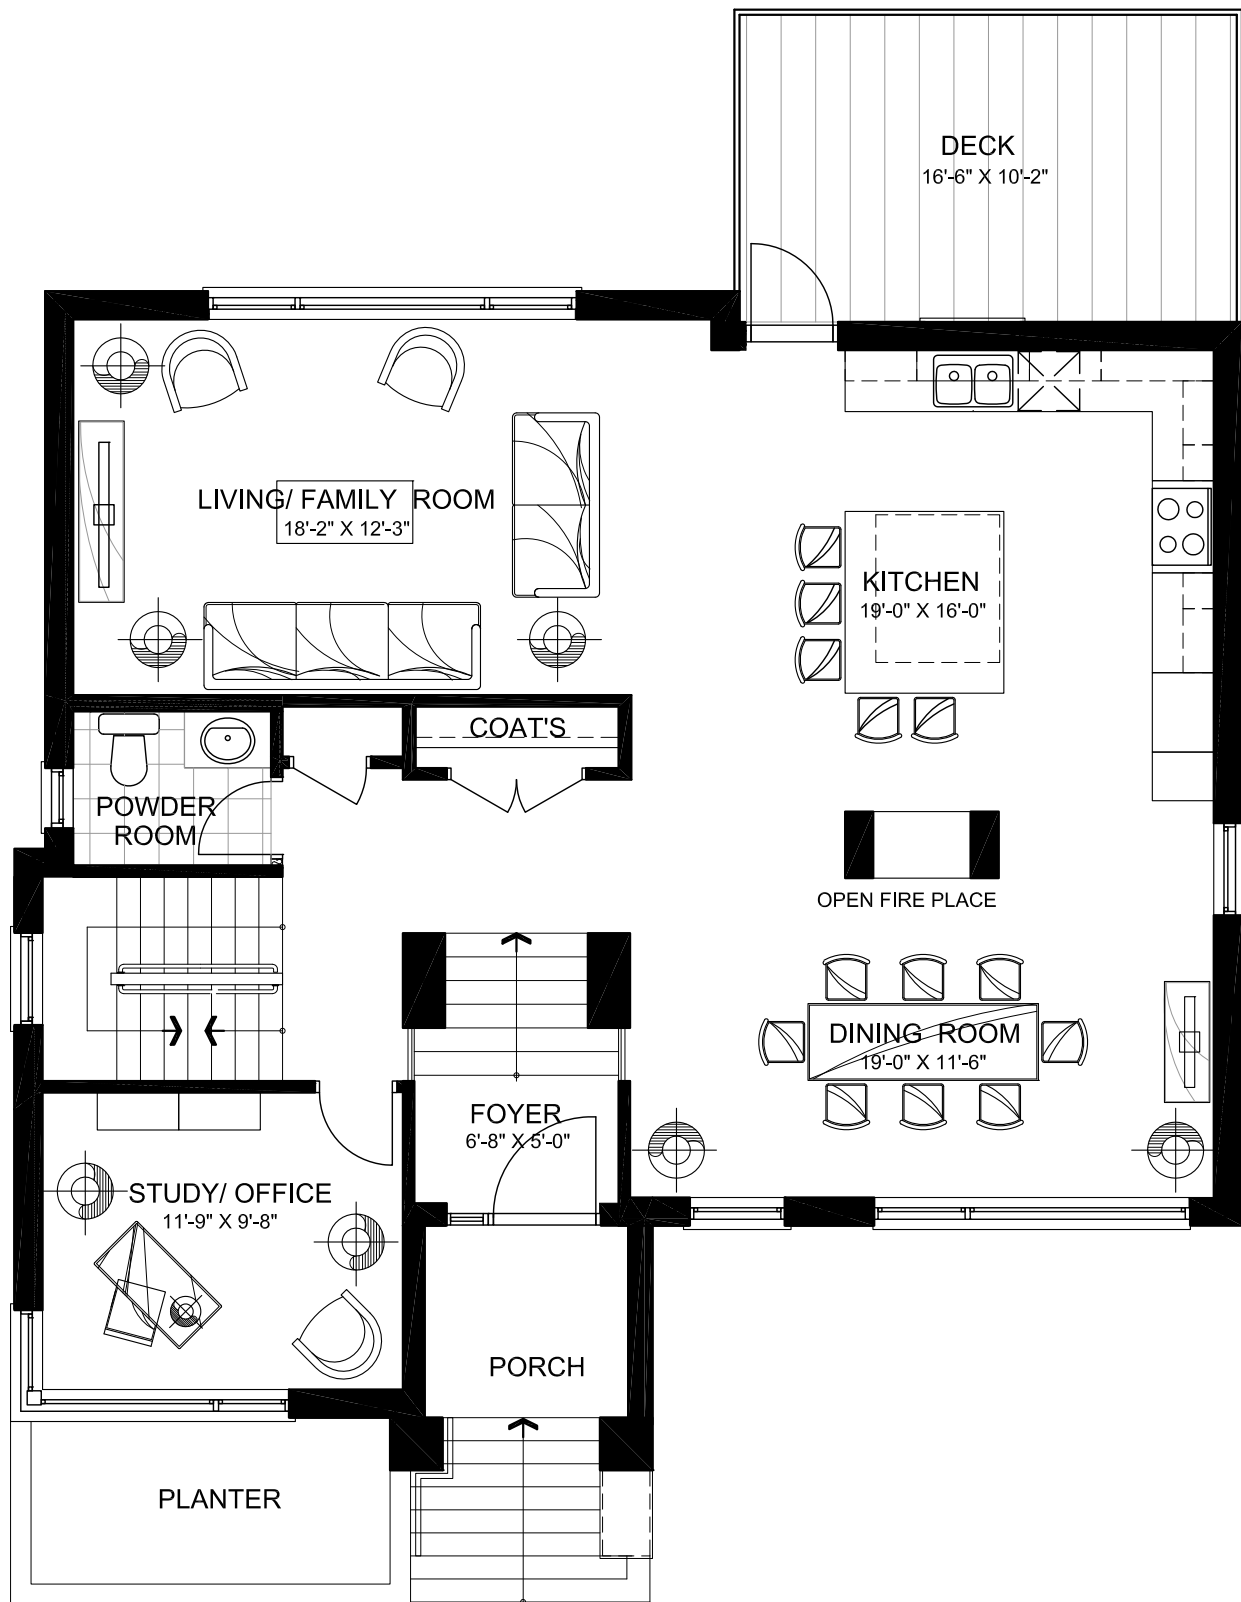 DECK
16'-6" X 10'-2"
LIVING/ FAMILY ROOM
18'-2" X 12'-3"
KITCHEN
19'-0" X 16'-0"
COAT'S
POWDER
ROOM
OPEN FIRE PLACE
DINING ROOM
19'-0" X 11'-6"
FOYER
6'-8" X 5'-0"
STUDY/ OFFICE
11'-9" X 9'-8"
PORCH
PLANTER